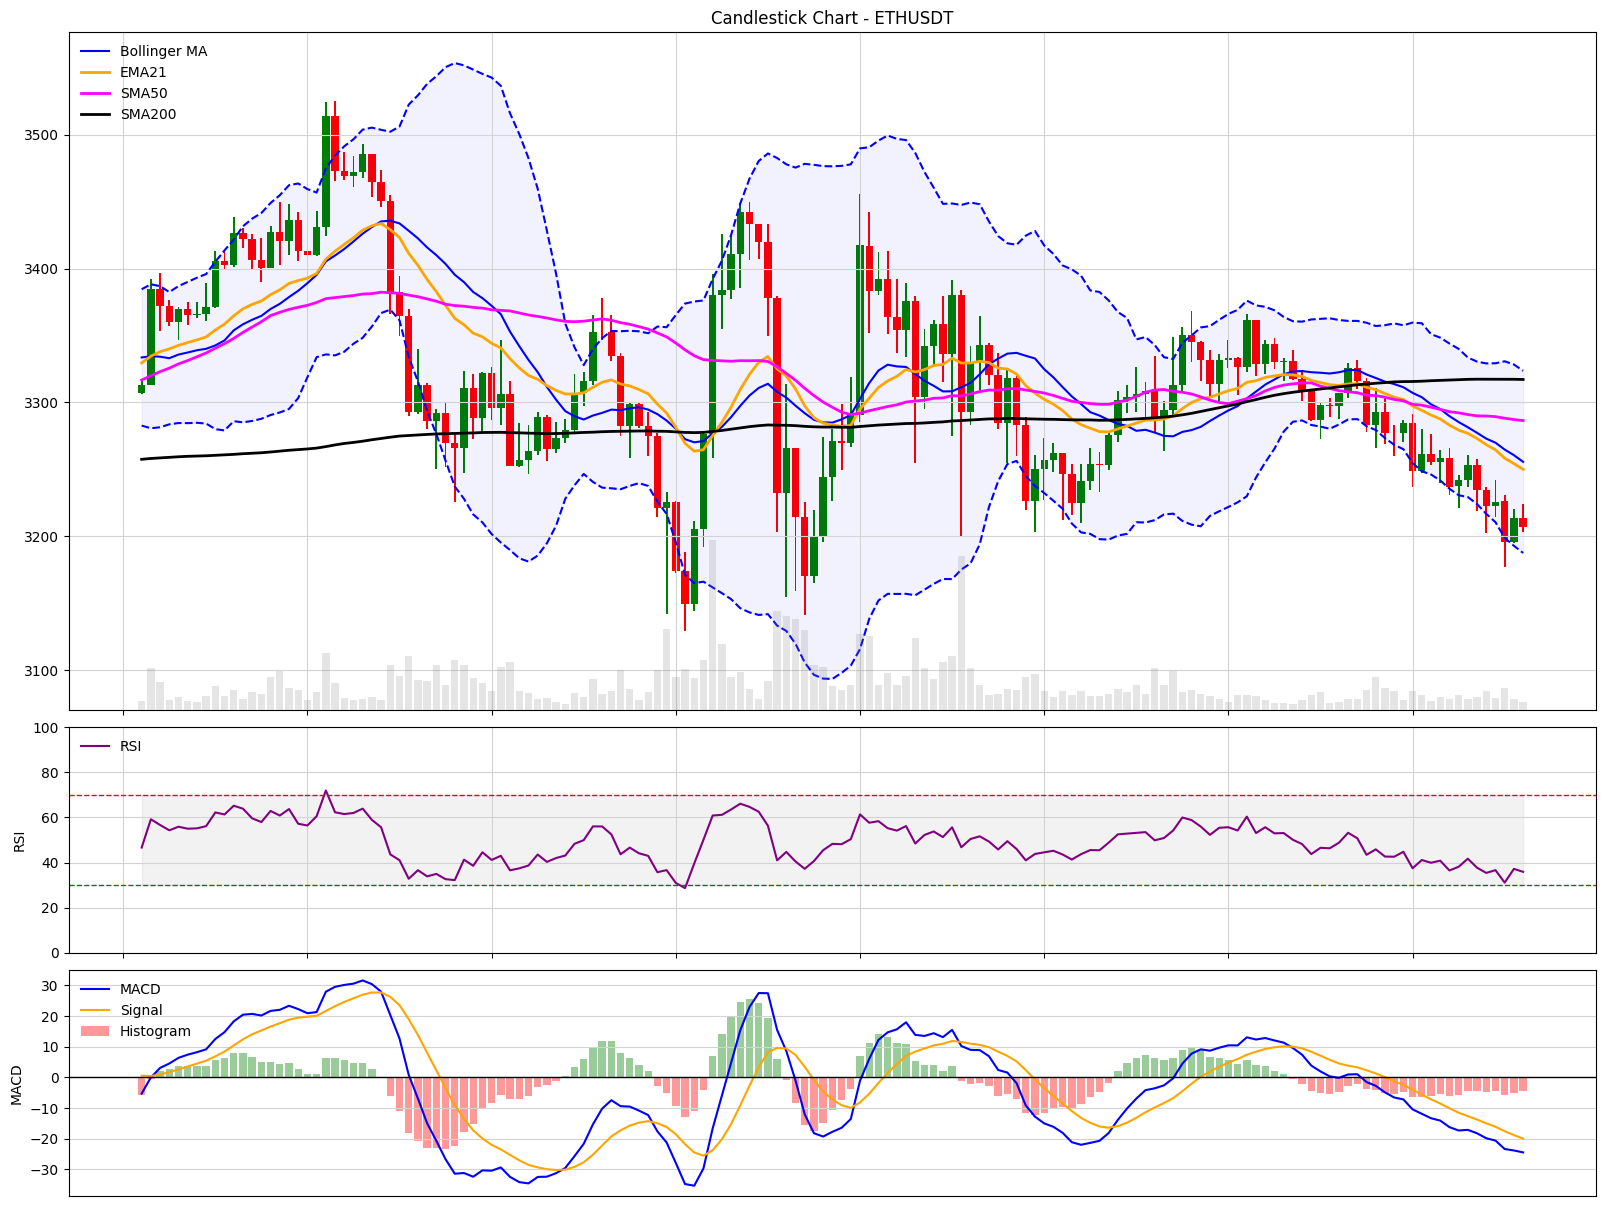 Candlestick Chart - ETHUSDT
Bollinger MA
EMA21
SMA50
SMA200
3500
3400
3300
3200
3100
RSI
RSI
100
80
60
40
20
0
MACD
Signal
Histogram
MACD
30
20
10
0
−10
−20
−30